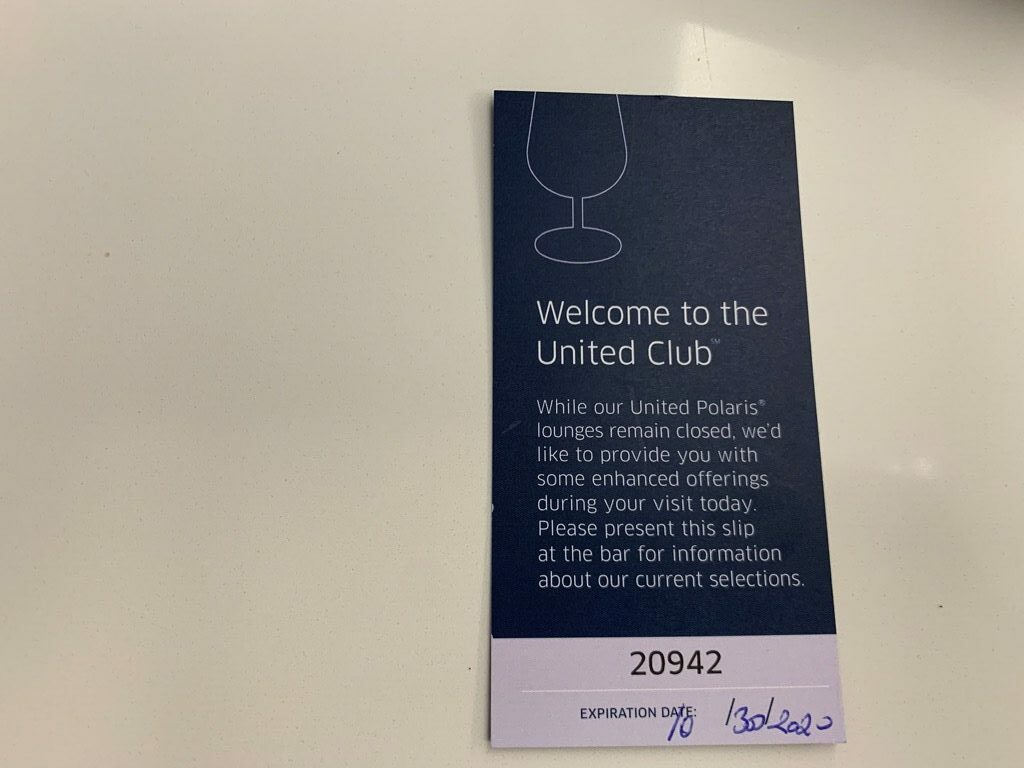 Welcome to the
United Club℠
While our United Polaris®
lounges remain closed, we'd
like to provide you with
some enhanced offerings
during your visit today.
Please present this slip
at the bar for information
about our current selections.
20942
EXPIRATION DATE: 10/30/2020